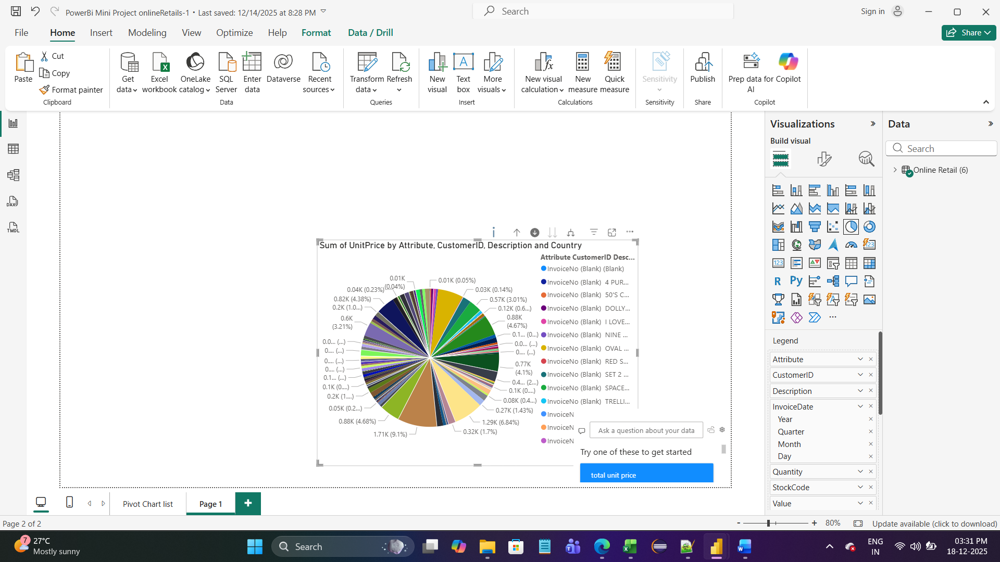 PowerBi Mini Project onlineRetails-1 • Last saved: 12/14/2025 at 8:28 PM
Search
Sign in
File
Home
Insert
Modeling
View
Optimize
Help
Format
Data / Drill
Share
Paste
Cut
Copy
Format painter
Clipboard
Get data
Excel workbook
OneLake catalog
SQL Server
Enter data
Dataverse
Recent sources
Data
Transform data
Refresh
Queries
New visual
Text box
More visuals
Insert
New visual calculation
New measure
Quick measure
Calculations
Sensitivity
Sensitivity
Publish
Share
Prep data for AI
Copilot
Copilot
DAX
TMDL
Sum of UnitPrice by Attribute, CustomerID, Description and Country
Attribute CustomerID Desc...
InvoiceNo (Blank) (Blank)
InvoiceNo (Blank) 4 PUR...
InvoiceNo (Blank) 50'S C...
InvoiceNo (Blank) DOLLY...
InvoiceNo (Blank) I LOVE...
InvoiceNo (Blank) NINE ...
InvoiceNo (Blank) OVAL ...
InvoiceNo (Blank) RED S...
InvoiceNo (Blank) SET 2 ...
InvoiceNo (Blank) SPACE...
InvoiceNo (Blank) TRELLI...
InvoiceN
InvoiceN
InvoiceN
0.01K (0.05%)
0.03K (0.14%)
0.57K (3.01%)
0.12K (0.6...)
0.88K (4.67%)
0.1... (0...)
0.0... (...)
0.... (...)
0.77K (4.1%)
0.4... (2...)
0.1K (0....)
0.08K (0.4...)
0.27K (1.43%)
1.29K (6.84%)
0.32K (1.7%)
1.71K (9.1%)
0.88K (4.68%)
0.05K (0.2...)
0.2K (1....)
0.1K (0....)
0.1... (...)
0.... (...)
0.... (...)
0.... (...)
0.0... (...)
0.6K (3.21%)
0.2K (1.0...)
0.82K (4.38%)
0.04K (0.23%)
0.01K (0.04%)
Ask a question about your data
Try one of these to get started
total unit price
Visualizations
Build visual
123
123
R
Py
Legend
Attribute
CustomerID
Description
InvoiceDate
Year
Quarter
Month
Day
Quantity
StockCode
Value
Data
Search
Online Retail (6)
Pivot Chart list
Page 1
Page 2 of 2
80%
Update available (click to download)
7
27°C
Mostly sunny
Search
ENG
IN
03:31 PM
18-12-2025